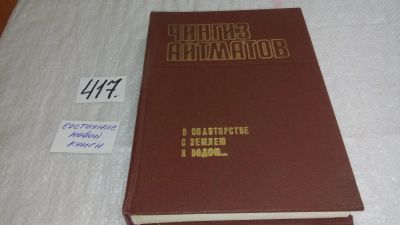 ЧИНГИЗ
АЙТМАТОВ
В СОАВТОРСТВЕ
С ЗЕМЛЕЮ
И ВОДОЮ...
417.
состояние
новой
книги